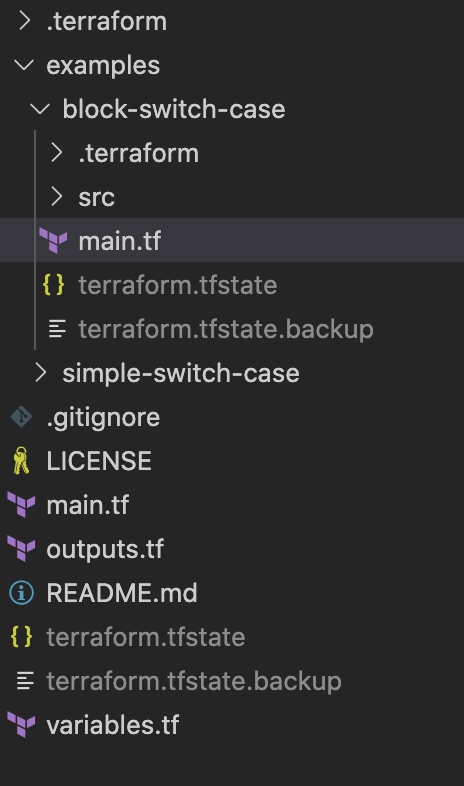 .terraform
examples
block-switch-case
.terraform
src
main.tf
terraform.tfstate
terraform.tfstate.backup
simple-switch-case
.gitignore
LICENSE
main.tf
outputs.tf
README.md
terraform.tfstate
terraform.tfstate.backup
variables.tf